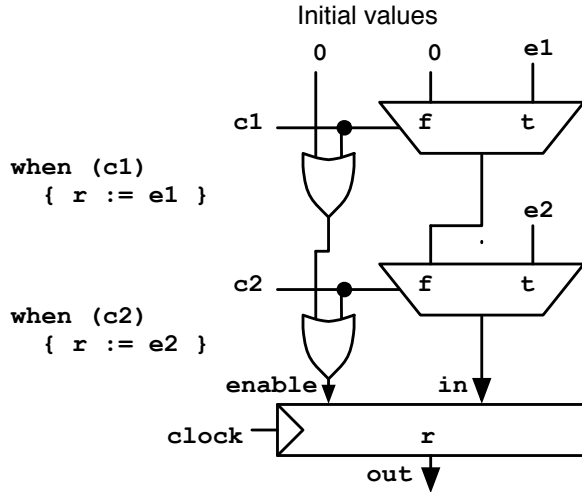 Initial values
0
0
e1
c1
f
t
when (c1)
{ r := e1 }
e2
c2
f
t
when (c2)
{ r := e2 }
enable
in
clock
r
out